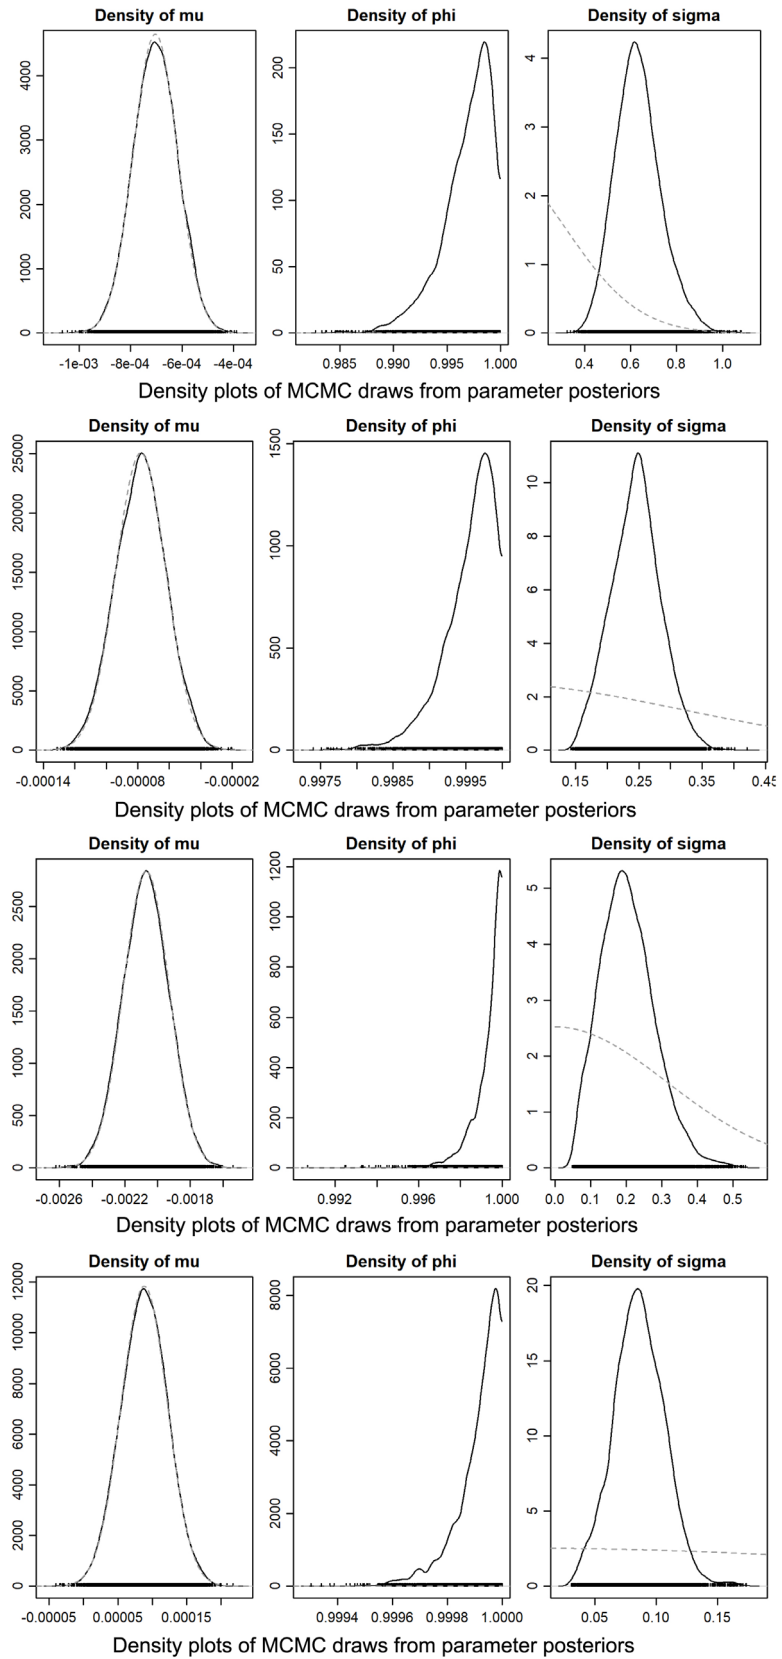 Density of mu Density of phi Density of sigma
0 1000 2000 3000 4000
-1e-03 -8e-04 -6e-04 -4e-04
0 50 100 150 200
0.985 0.990 0.995 1.000
0 1 2 3 4
0.4 0.6 0.8 1.0
Density plots of MCMC draws from parameter posteriors
Density of mu Density of phi Density of sigma
0 5000 10000 15000 20000 25000
-0.00014 -0.00008 -0.00002
0 500 1000 1500
0.9975 0.9985 0.9995
0 2 4 6 8 10
0.15 0.25 0.35 0.45
Density plots of MCMC draws from parameter posteriors
Density of mu Density of phi Density of sigma
0 500 1000 1500 2000 2500
-0.0026 -0.0022 -0.0018
0 200 400 600 800 1000 1200
0.992 0.996 1.000
0 1 2 3 4 5
0.0 0.1 0.2 0.3 0.4 0.5
Density plots of MCMC draws from parameter posteriors
Density of mu Density of phi Density of sigma
0 2000 4000 6000 8000 10000 12000
-0.00005 0.00005 0.00015
0 2000 4000 6000 8000
0.9994 0.9996 0.9998 1.0000
0 5 10 15 20
0.05 0.10 0.15
Density plots of MCMC draws from parameter posteriors